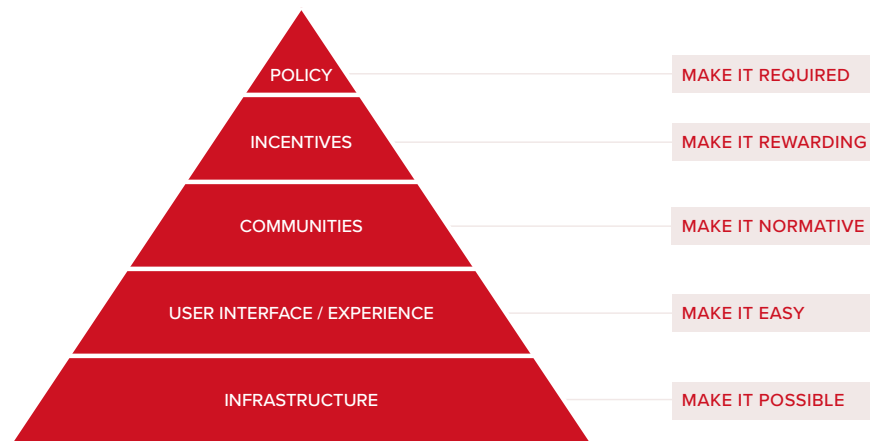 POLICY
MAKE IT REQUIRED
INCENTIVES
MAKE IT REWARDING
COMMUNITIES
MAKE IT NORMATIVE
USER INTERFACE / EXPERIENCE
MAKE IT EASY
INFRASTRUCTURE
MAKE IT POSSIBLE